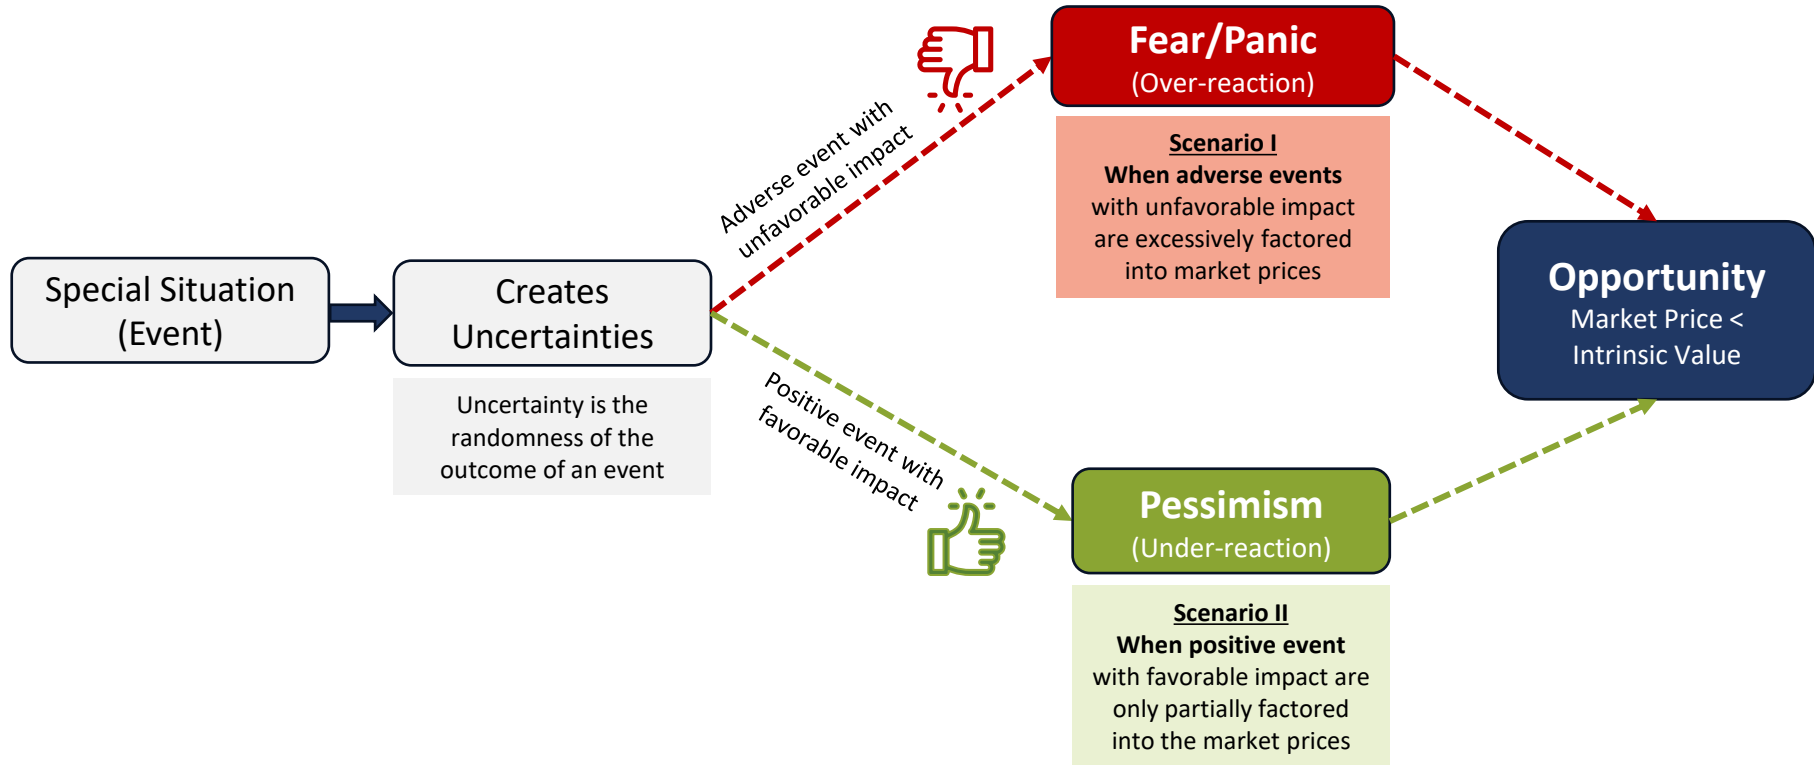 Special Situation
(Event)
Creates
Uncertainties
Uncertainty is the
randomness of the
outcome of an event
Adverse event with
unfavorable impact
Fear/Panic
(Over-reaction)
Scenario I
When adverse events
with unfavorable impact
are excessively factored
into market prices
Positive event with
favorable impact
Pessimism
(Under-reaction)
Scenario II
When positive event
with favorable impact are
only partially factored
into the market prices
Opportunity
Market Price <
Intrinsic Value